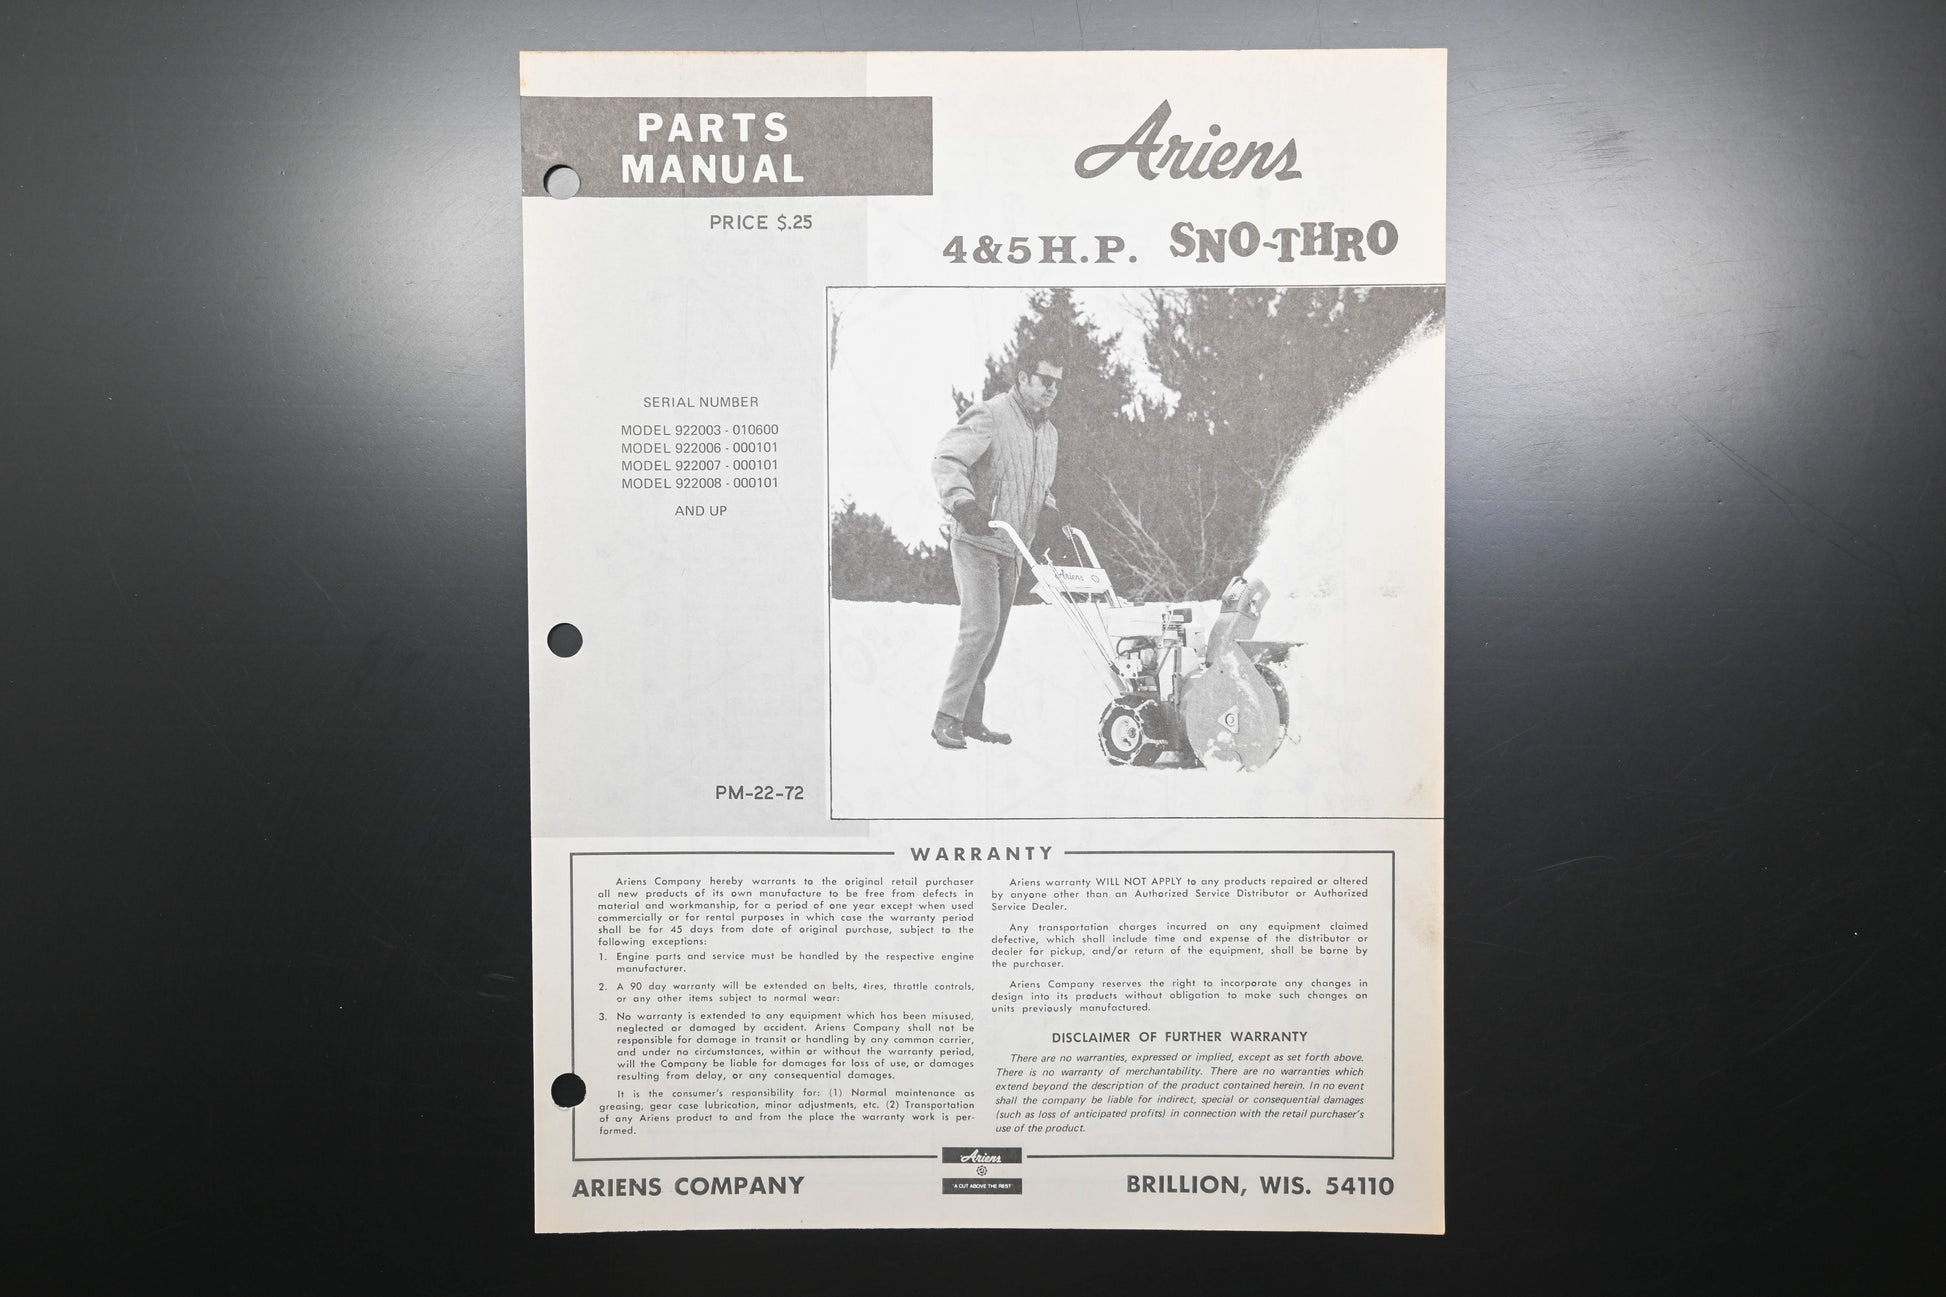 PARTS
MANUAL
PRICE $.25
Ariens
4 & 5 H.P. SNO-THRO
SERIAL NUMBER
MODEL 922003 - 010600
MODEL 922006 - 000101
MODEL 922007 - 000101
MODEL 922008 - 000101
AND UP
Ariens
PM-22-72
WARRANTY
Ariens Company hereby warrants to the original retail purchaser
all new products of its own manufacture to be free from defects in
material and workmanship, for a period of one year except when used
commercially or for rental purposes in which case the warranty period
shall be for 45 days from date of original purchase, subject to the
following exceptions:
1. Engine parts and service must be handled by the respective engine
manufacturer.
2. A 90 day warranty will be extended on belts, tires, throttle controls,
or any other items subject to normal wear:
3. No warranty is extended to any equipment which has been misused,
neglected or damaged by accident. Ariens Company shall not be
responsible for damage in transit or handling by any common carrier,
and under no circumstances, within or without the warranty period,
will the Company be liable for damages for loss of use, or damages
resulting from delay, or any consequential damages.
It is the consumer's responsibility for: (1) Normal maintenance as
greasing, gear case lubrication, minor adjustments, etc. (2) Transportation
of any Ariens product to and from the place the warranty work is per-
formed.
Ariens warranty WILL NOT APPLY to any products repaired or altered
by anyone other than an Authorized Service Distributor or Authorized
Service Dealer.
Any transportation charges incurred on any equipment claimed
defective, which shall include time and expense of the distributor or
dealer for pickup, and/or return of the equipment, shall be borne by
the purchaser.
Ariens Company reserves the right to incorporate any changes in
design into its products without obligation to make such changes on
units previously manufactured.
DISCLAIMER OF FURTHER WARRANTY
There are no warranties, expressed or implied, except as set forth above.
There is no warranty of merchantability. There are no warranties which
extend beyond the description of the product contained herein. In no event
shall the company be liable for indirect, special or consequential damages
(such as loss of anticipated profits) in connection with the retail purchaser's
use of the product.
ARIENS COMPANY
Ariens
"A CUT ABOVE THE REST"
BRILLION, WIS. 54110